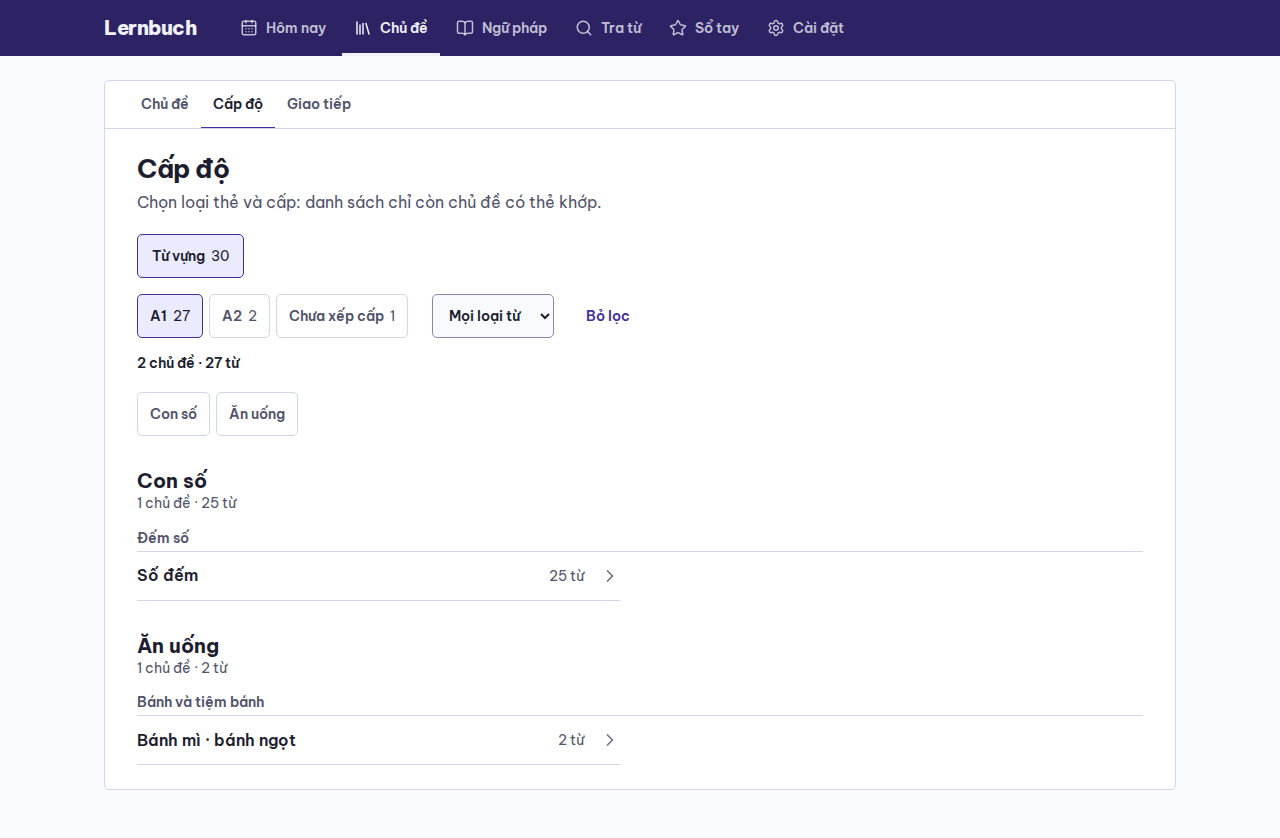 Lernbuch Hôm nay Chủ đề Ngữ pháp Tra từ Sổ tay Cài đặt
Chủ đề Cấp độ Giao tiếp
Cấp độ
Chọn loại thẻ và cấp: danh sách chỉ còn chủ đề có thẻ khớp.
Từ vựng 30
A1 27 A2 2 Chưa xếp cấp 1 Mọi loại từ Bỏ lọc
2 chủ đề · 27 từ
Con số Ăn uống
Con số
1 chủ đề · 25 từ
Đếm số
Số đếm 25 từ
Ăn uống
1 chủ đề · 2 từ
Bánh và tiệm bánh
Bánh mì · bánh ngọt 2 từ